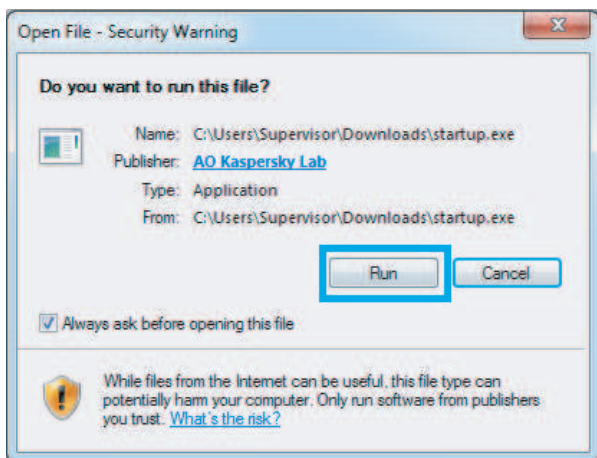 Open File - Security Warning
Do you want to run this file?
Name: C:\Users\Supervisor\Downloads\startup.exe
Publisher: AO Kaspersky Lab
Type: Application
From: C:\Users\Supervisor\Downloads\startup.exe
Run Cancel
Always ask before opening this file
While files from the Internet can be useful, this file type can
potentially harm your computer. Only run software from publishers
you trust. What's the risk?